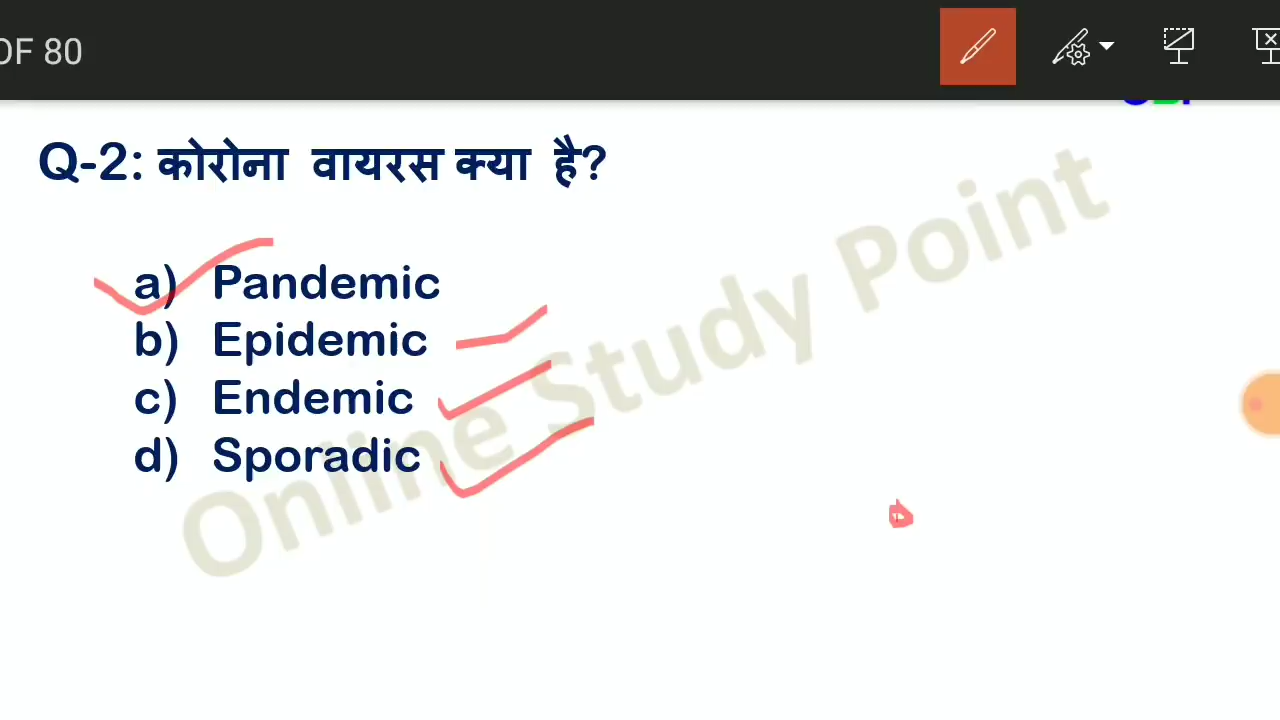 OF 80
Q-2: कोरोना वायरस क्या है?
a) Pandemic
b) Epidemic
c) Endemic
d) Sporadic
Online Study Point